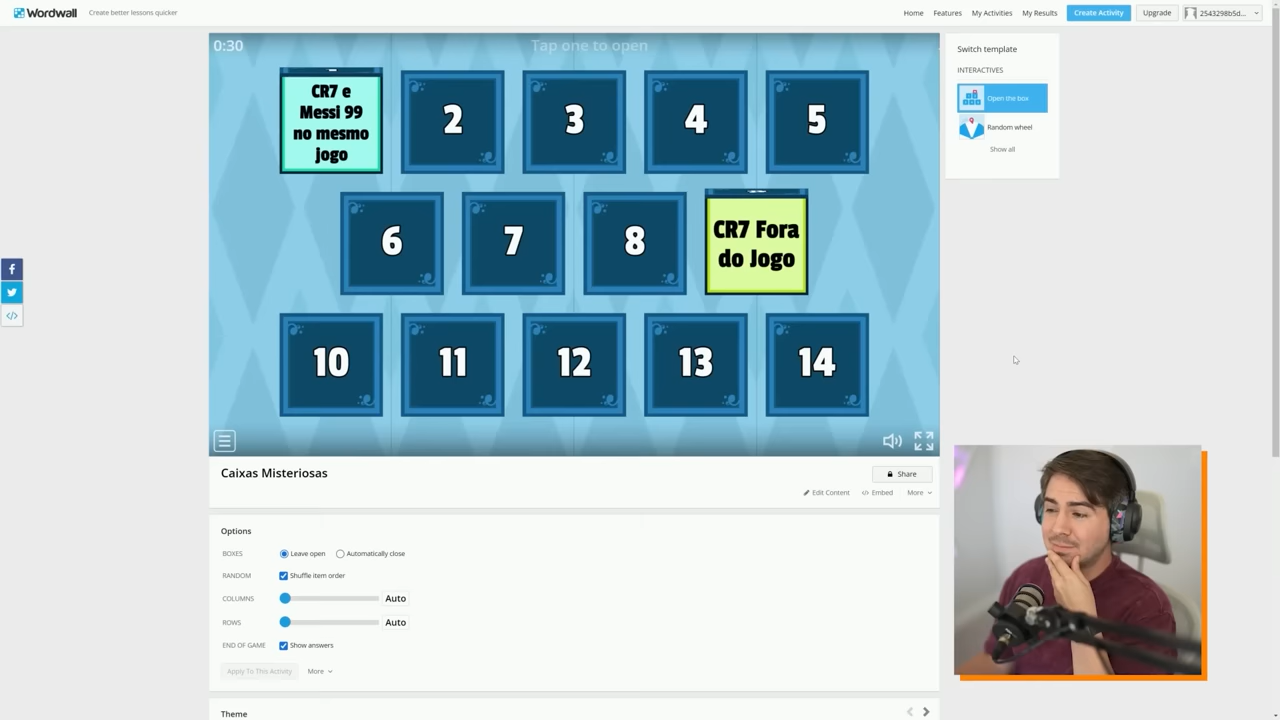 Wordwall
Create better lessons quicker
Home
Features
My Activities
My Results
Create Activity
Upgrade
2543298b5d...
0:30
Tap one to open
CR7 e
Messi 99
no mesmo
jogo
2
3
4
5
6
7
8
CR7 Fora
do Jogo
10
11
12
13
14
Switch template
INTERACTIVES
Open the box
Random wheel
Show all
Caixas Misteriosas
Share
Edit Content
Embed
More
Options
BOXES
Leave open
Automatically close
RANDOM
Shuffle item order
COLUMNS
Auto
ROWS
Auto
END OF GAME
Show answers
Apply To This Activity
More
Theme